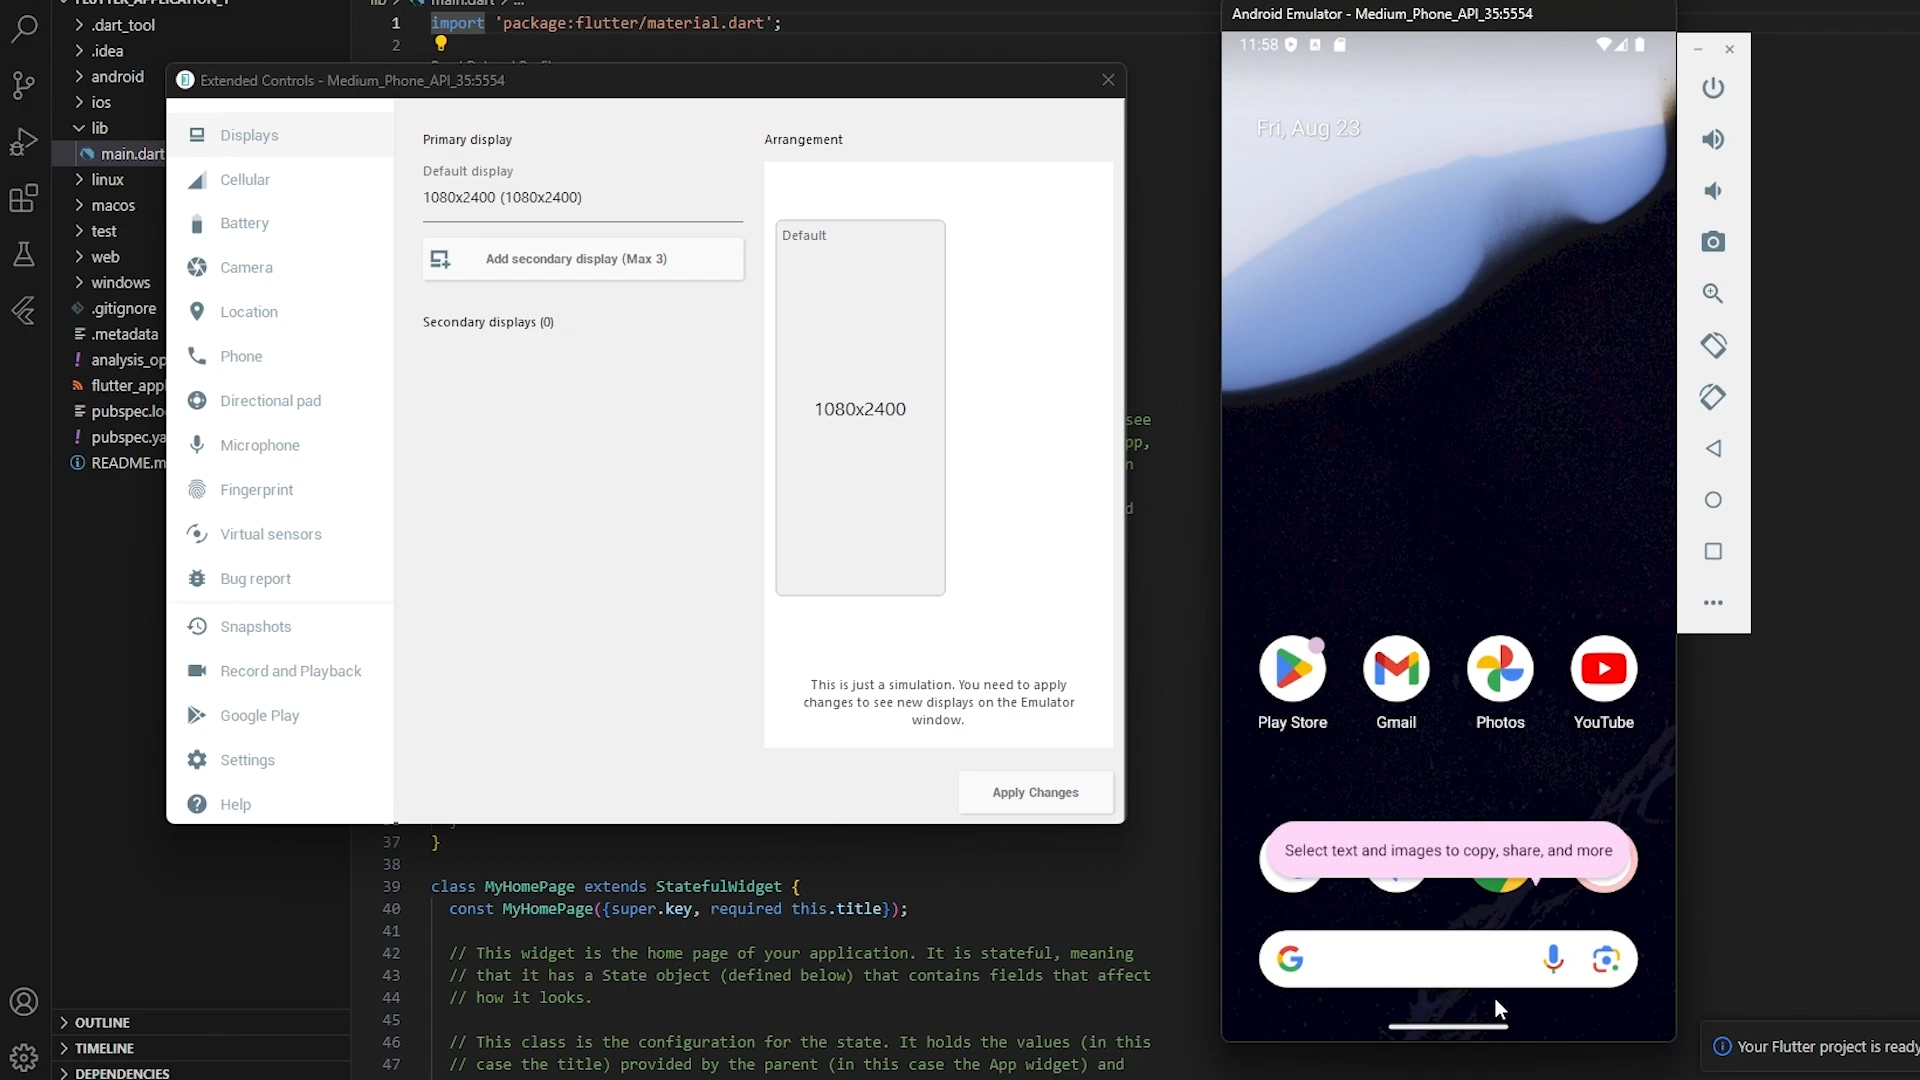 FLUTTER_APPLICATION_1
.dart_tool
.idea
android
ios
lib
main.dart
linux
macos
test
web
windows
.gitignore
.metadata
analysis_op
flutter_appl
pubspec.lo
pubspec.ya
README.m
OUTLINE
TIMELINE
DEPENDENCIES
lib > main.dart > ...
1 import 'package:flutter/material.dart';
2
see
pp,
n
d
37 }
38
39 class MyHomePage extends StatefulWidget {
40 const MyHomePage({super.key, required this.title});
41
42 // This widget is the home page of your application. It is stateful, meaning
43 // that it has a State object (defined below) that contains fields that affect
44 // how it looks.
45
46 // This class is the configuration for the state. It holds the values (in this
47 // case the title) provided by the parent (in this case the App widget) and
Extended Controls - Medium_Phone_API_35:5554
Displays
Cellular
Battery
Camera
Location
Phone
Directional pad
Microphone
Fingerprint
Virtual sensors
Bug report
Snapshots
Record and Playback
Google Play
Settings
Help
Primary display
Default display
1080x2400 (1080x2400)
Add secondary display (Max 3)
Secondary displays (0)
Arrangement
Default
1080x2400
This is just a simulation. You need to apply
changes to see new displays on the Emulator
window.
Apply Changes
Android Emulator - Medium_Phone_API_35:5554
11:58
Fri, Aug 23
Play Store
Gmail
Photos
YouTube
Select text and images to copy, share, and more
Your Flutter project is ready